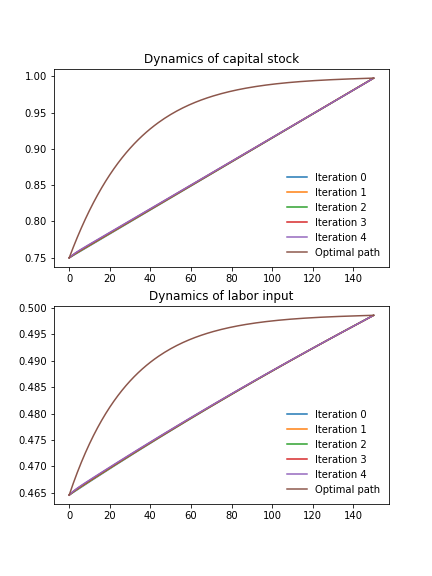 Dynamics of capital stock
1.00
0.95
0.90
0.85
0.80
0.75
Iteration 0
Iteration 1
Iteration 2
Iteration 3
Iteration 4
Optimal path
0 20 40 60 80 100 120 140
Dynamics of labor input
0.500
0.495
0.490
0.485
0.480
0.475
0.470
0.465
Iteration 0
Iteration 1
Iteration 2
Iteration 3
Iteration 4
Optimal path
0 20 40 60 80 100 120 140